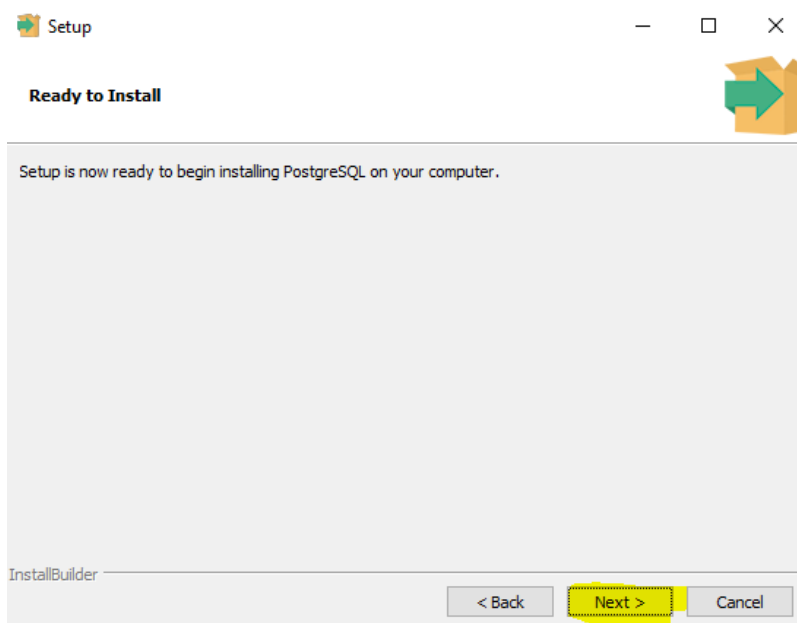 Setup
Ready to Install
Setup is now ready to begin installing PostgreSQL on your computer.
InstallBuilder
< Back
Next >
Cancel